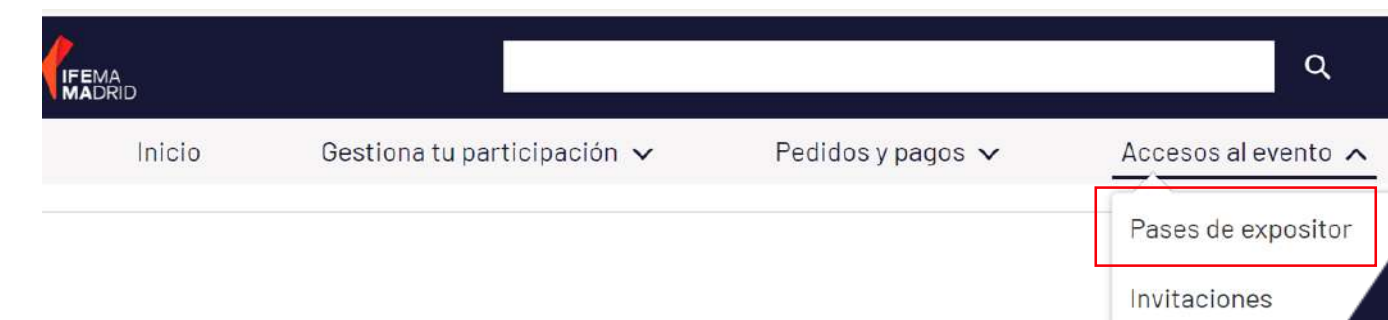 IFEMA
MADRID
Inicio
Gestiona tu participación
Pedidos y pagos
Accesos al evento
Pases de expositor
Invitaciones